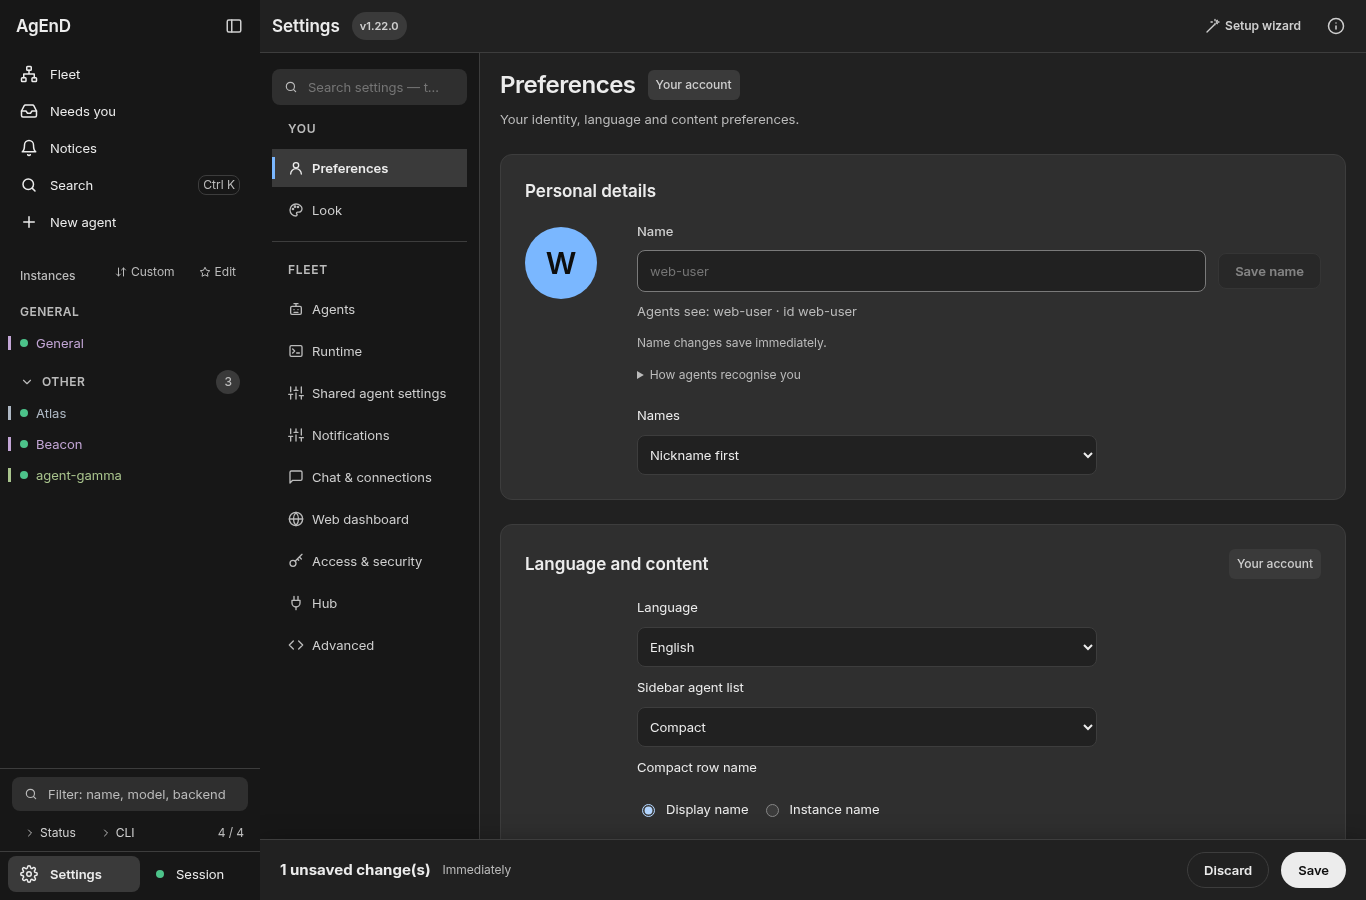 AgEnD
Fleet
Needs you
Notices
Search
Ctrl K
New agent
Instances
Custom
Edit
GENERAL
General
OTHER
3
Atlas
Beacon
agent-gamma
Filter: name, model, backend
Status
CLI
4 / 4
Settings
Session
Settings
v1.22.0
Setup wizard
Search settings — t...
YOU
Preferences
Look
FLEET
Agents
Runtime
Shared agent settings
Notifications
Chat & connections
Web dashboard
Access & security
Hub
Advanced
Preferences
Your account
Your identity, language and content preferences.
Personal details
W
Name
web-user
Save name
Agents see: web-user · id web-user
Name changes save immediately.
How agents recognise you
Names
Nickname first
Language and content
Your account
Language
English
Sidebar agent list
Compact
Compact row name
Display name
Instance name
1 unsaved change(s)
Immediately
Discard
Save